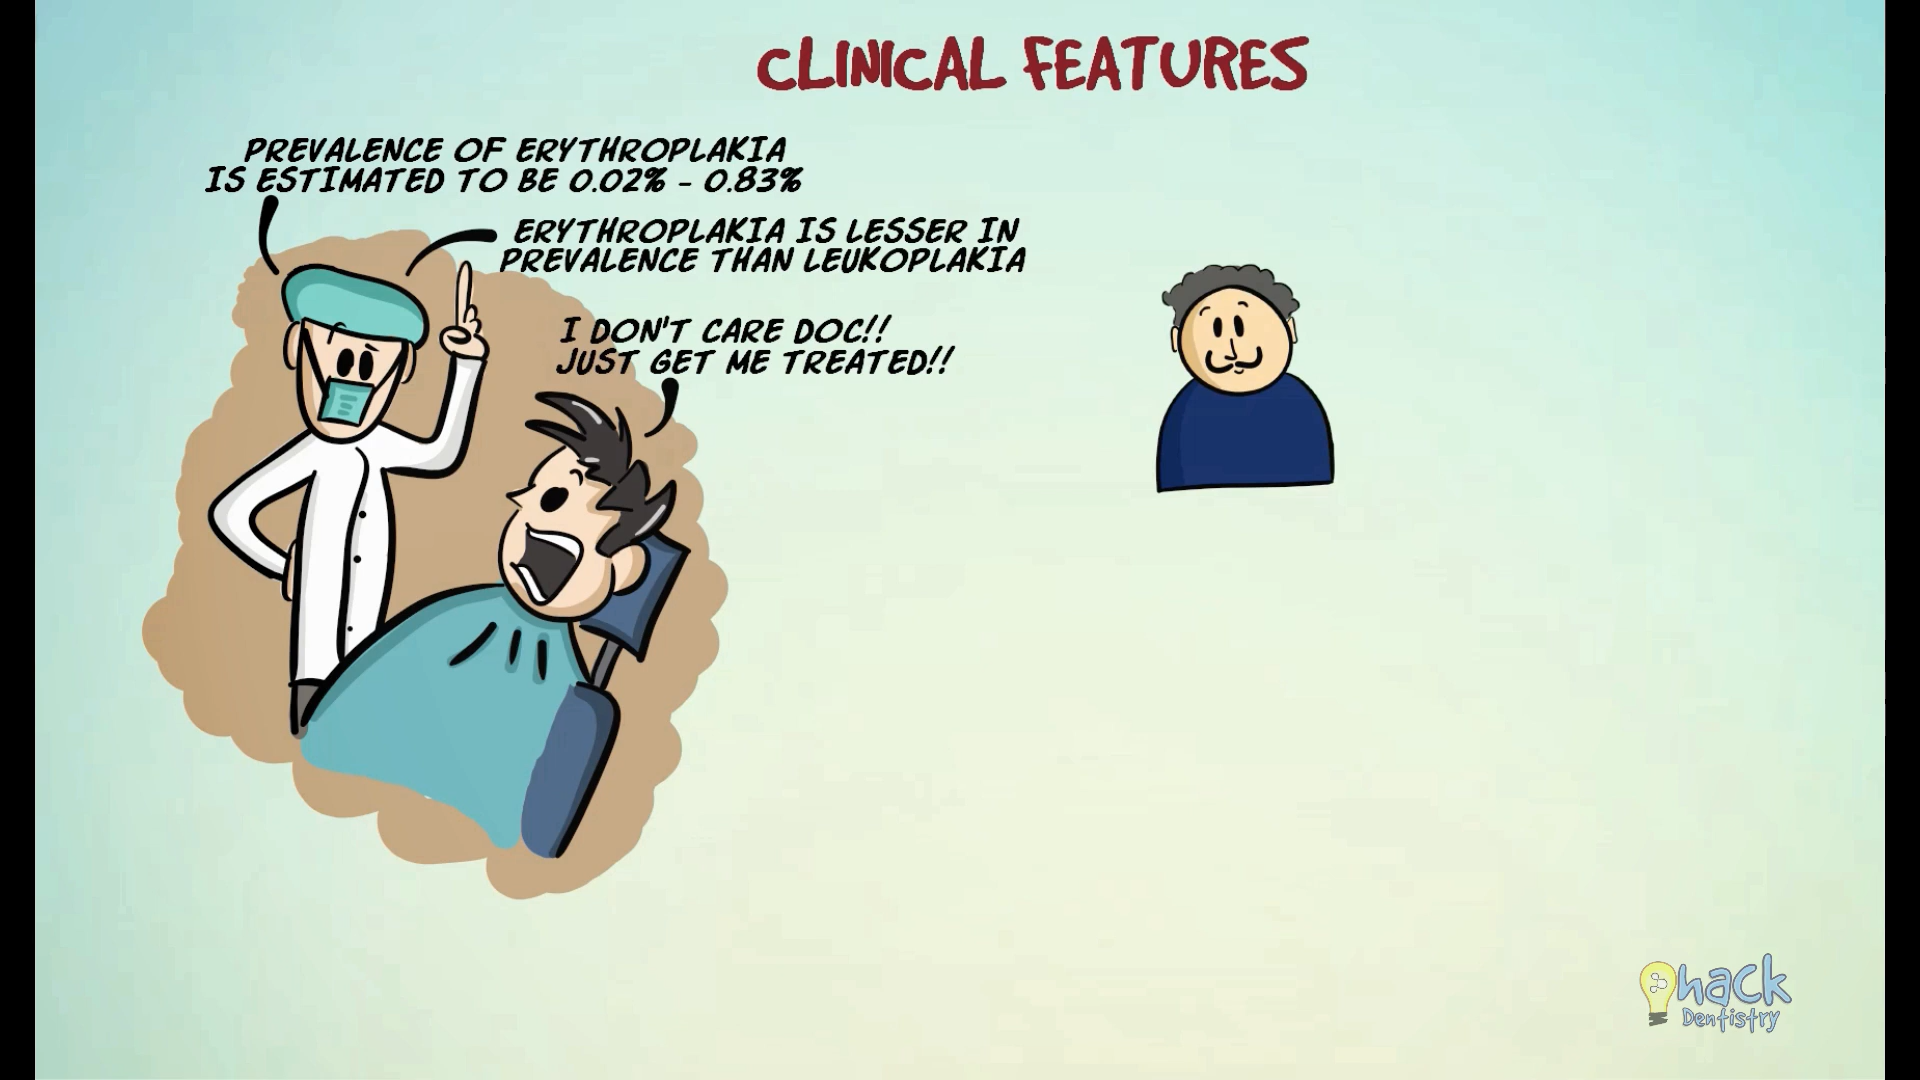 CLINICAL FEATURES
PREVALENCE OF ERYTHROPLAKIA
IS ESTIMATED TO BE 0.02% - 0.83%
ERYTHROPLAKIA IS LESSER IN
PREVALENCE THAN LEUKOPLAKIA
I DON'T CARE DOC!!
JUST GET ME TREATED!!
hack
Dentistry